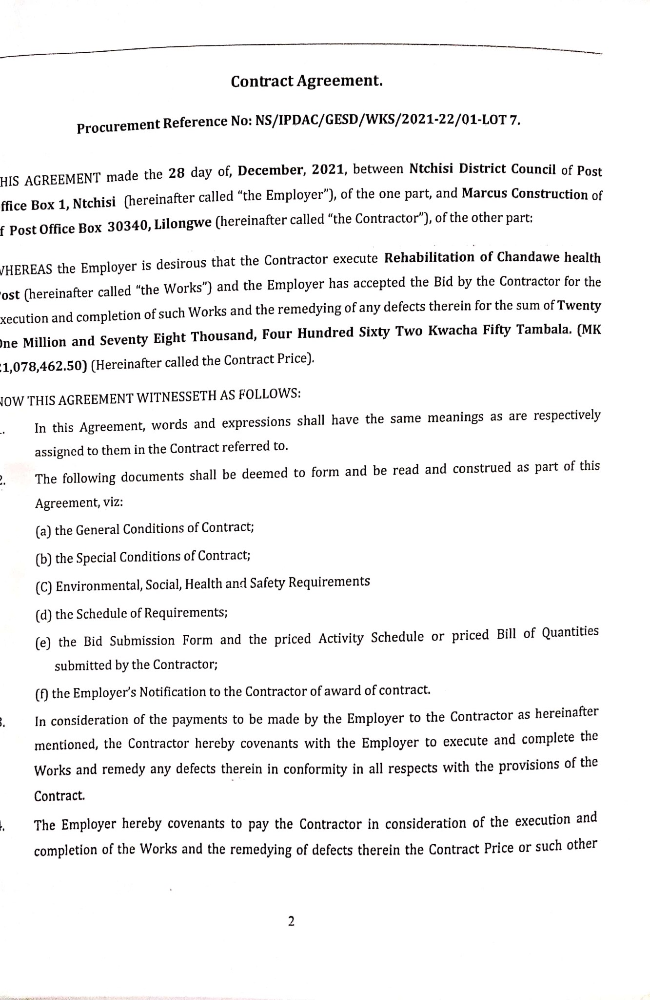 Contract Agreement.
Procurement Reference No: NS/IPDAC/GESD/WKS/2021-22/01-LOT 7.
HIS AGREEMENT made the 28 day of, December, 2021, between Ntchisi District Council of Post
ffice Box 1, Ntchisi (hereinafter called “the Employer”), of the one part, and Marcus Construction of
f Post Office Box 30340, Lilongwe (hereinafter called “the Contractor”), of the other part:
WHEREAS the Employer is desirous that the Contractor execute Rehabilitation of Chandawe health
Post (hereinafter called “the Works”) and the Employer has accepted the Bid by the Contractor for the
xecution and completion of such Works and the remedying of any defects therein for the sum of Twenty
One Million and Seventy Eight Thousand, Four Hundred Sixty Two Kwacha Fifty Tambala. (MK
21,078,462.50) (Hereinafter called the Contract Price).
NOW THIS AGREEMENT WITNESSETH AS FOLLOWS:
1. In this Agreement, words and expressions shall have the same meanings as are respectively
assigned to them in the Contract referred to.
2. The following documents shall be deemed to form and be read and construed as part of this
Agreement, viz:
(a) the General Conditions of Contract;
(b) the Special Conditions of Contract;
(C) Environmental, Social, Health and Safety Requirements
(d) the Schedule of Requirements;
(e) the Bid Submission Form and the priced Activity Schedule or priced Bill of Quantities
submitted by the Contractor;
(f) the Employer’s Notification to the Contractor of award of contract.
3. In consideration of the payments to be made by the Employer to the Contractor as hereinafter
mentioned, the Contractor hereby covenants with the Employer to execute and complete the
Works and remedy any defects therein in conformity in all respects with the provisions of the
Contract.
4. The Employer hereby covenants to pay the Contractor in consideration of the execution and
completion of the Works and the remedying of defects therein the Contract Price or such other
2